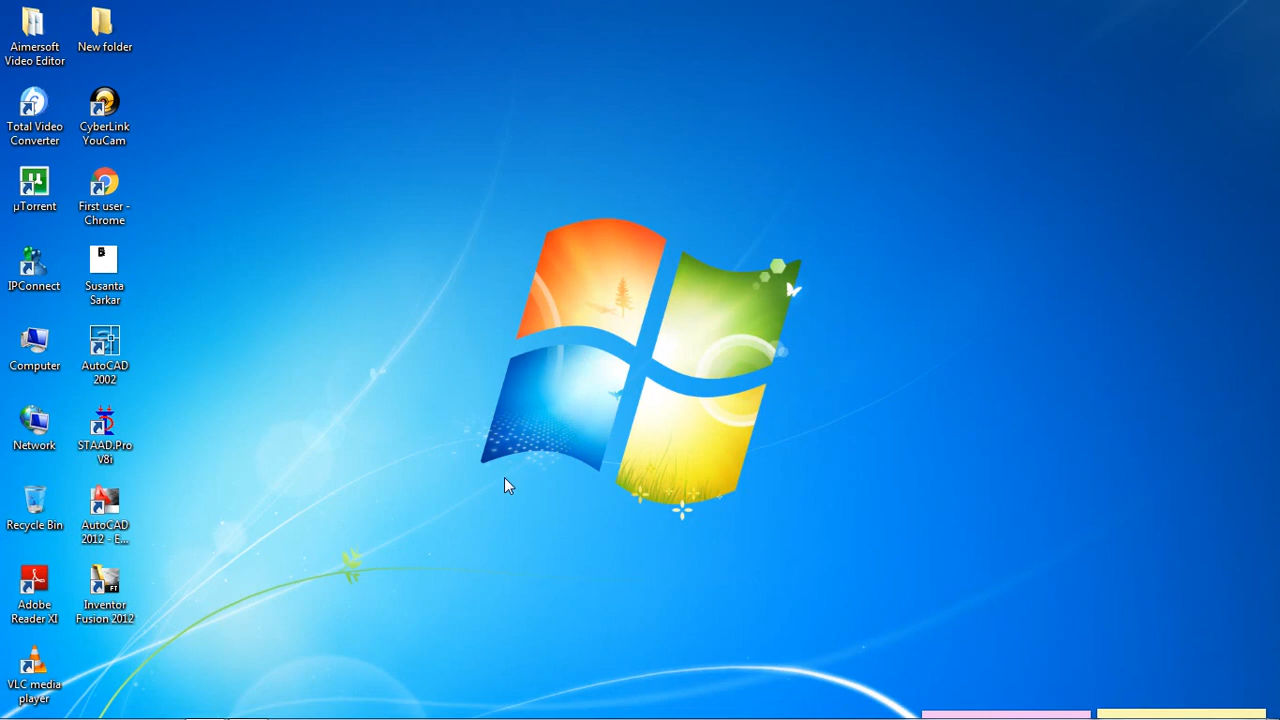 Aimersoft
Video Editor
New folder
Total Video
Converter
CyberLink
YouCam
µTorrent
First user -
Chrome
IPConnect
Susanta
Sarkar
Computer
AutoCAD
2002
Network
STAAD.Pro
V8i
Recycle Bin
AutoCAD
2012 - E...
Adobe
Reader XI
Inventor
Fusion 2012
FT
VLC media
player